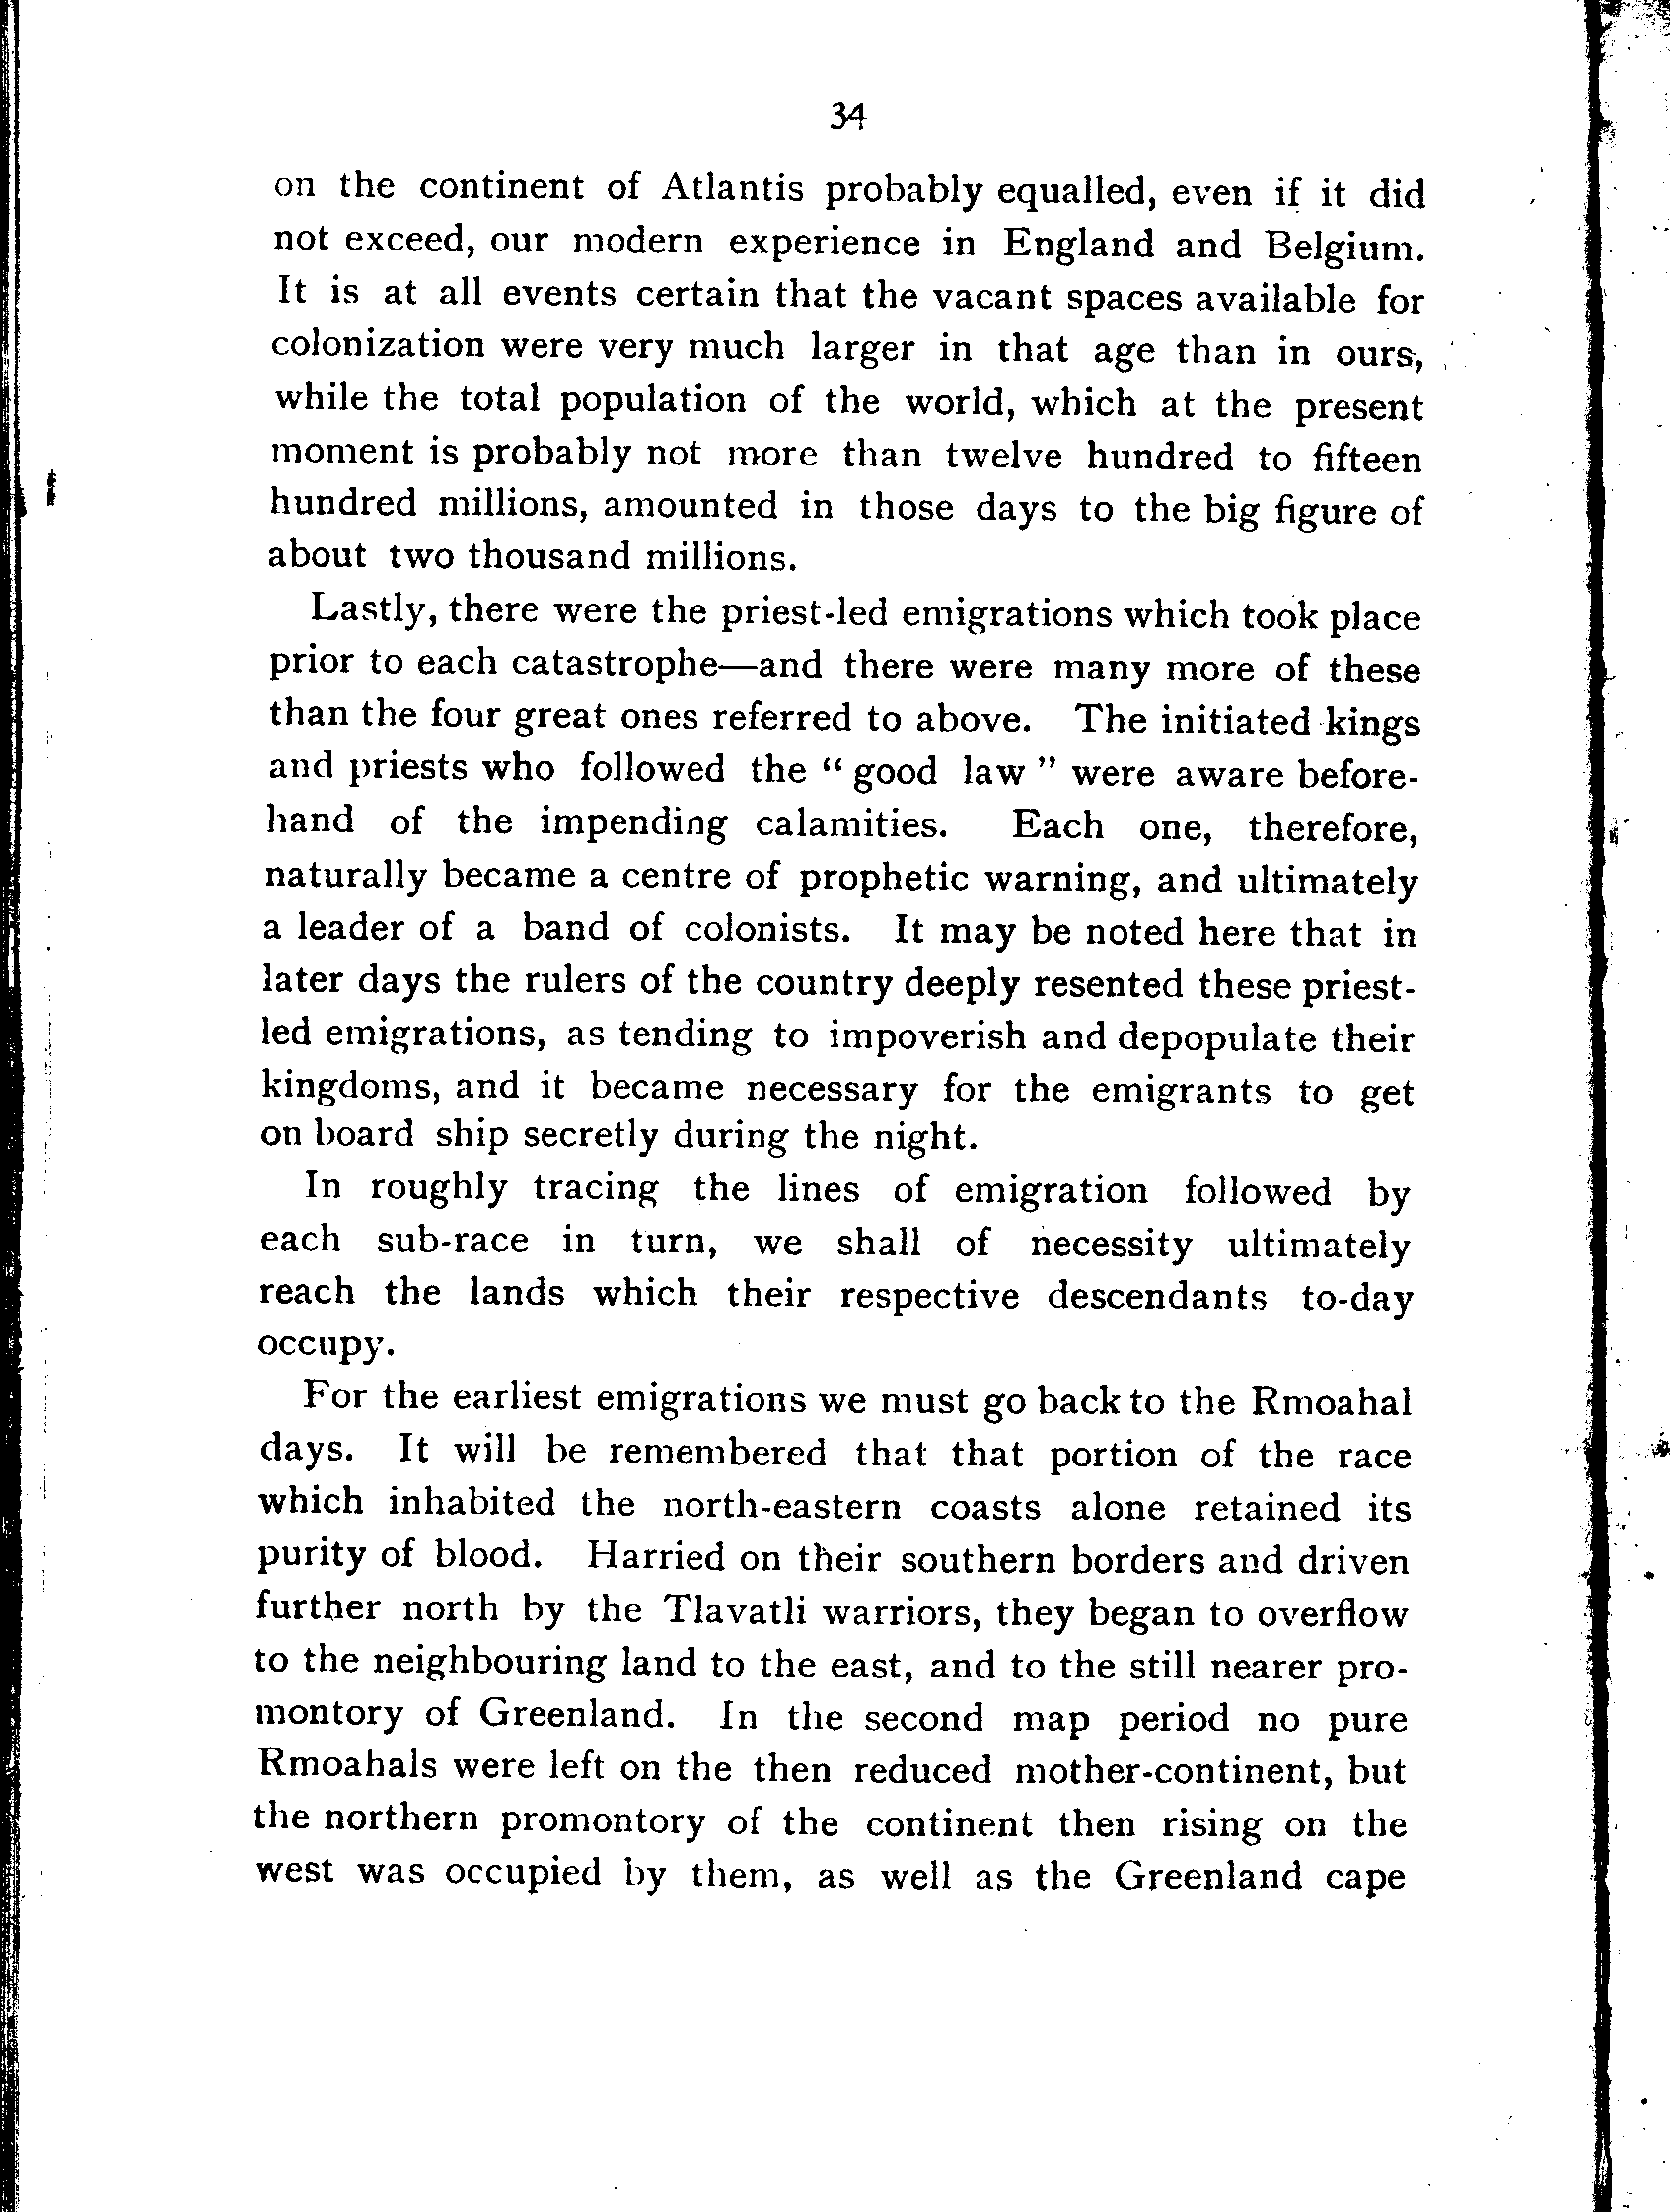 34
on the continent of Atlantis probably equalled, even if it did
not exceed, our modern experience in England and Belgium.
It is at all events certain that the vacant spaces available for
colonization were very much larger in that age than in ours,
while the total population of the world, which at the present
moment is probably not more than twelve hundred to fifteen
hundred millions, amounted in those days to the big figure of
about two thousand millions.
Lastly, there were the priest-led emigrations which took place
prior to each catastrophe—and there were many more of these
than the four great ones referred to above. The initiated kings
and priests who followed the “ good law ” were aware before-
hand of the impending calamities. Each one, therefore,
naturally became a centre of prophetic warning, and ultimately
a leader of a band of colonists. It may be noted here that in
later days the rulers of the country deeply resented these priest-
led emigrations, as tending to impoverish and depopulate their
kingdoms, and it became necessary for the emigrants to get
on board ship secretly during the night.
In roughly tracing the lines of emigration followed by
each sub-race in turn, we shall of necessity ultimately
reach the lands which their respective descendants to-day
occupy.
For the earliest emigrations we must go back to the Rmoahal
days. It will be remembered that that portion of the race
which inhabited the north-eastern coasts alone retained its
purity of blood. Harried on their southern borders and driven
further north by the Tlavatli warriors, they began to overflow
to the neighbouring land to the east, and to the still nearer pro-
montory of Greenland. In the second map period no pure
Rmoahals were left on the then reduced mother-continent, but
the northern promontory of the continent then rising on the
west was occupied by them, as well as the Greenland cape